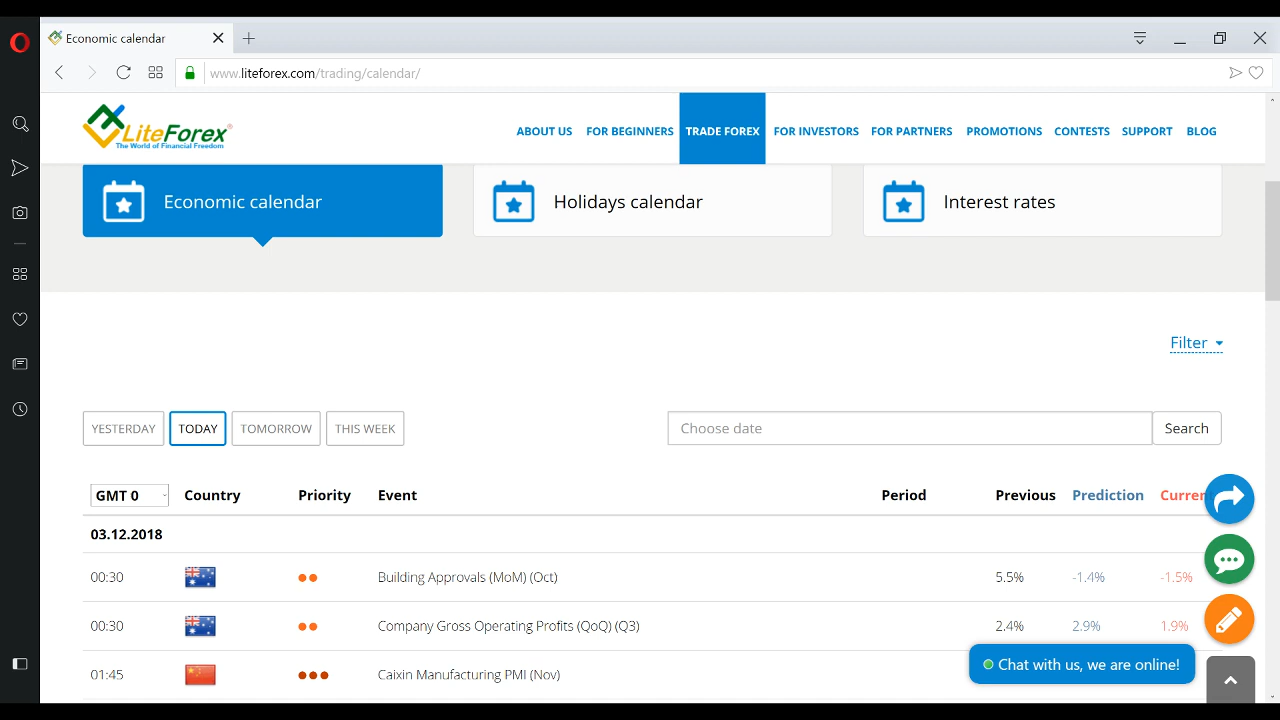 Economic calendar
www.liteforex.com/trading/calendar/
LiteForex®
The World of Financial Freedom
ABOUT US FOR BEGINNERS TRADE FOREX FOR INVESTORS FOR PARTNERS PROMOTIONS CONTESTS SUPPORT BLOG
Economic calendar Holidays calendar Interest rates
Filter
YESTERDAY TODAY TOMORROW THIS WEEK Choose date Search
GMT 0 Country Priority Event Period Previous Prediction Current
03.12.2018
00:30 Building Approvals (MoM) (Oct) 5.5% -1.4% -1.5%
00:30 Company Gross Operating Profits (QoQ) (Q3) 2.4% 2.9% 1.9%
01:45 Caixin Manufacturing PMI (Nov)
Chat with us, we are online!